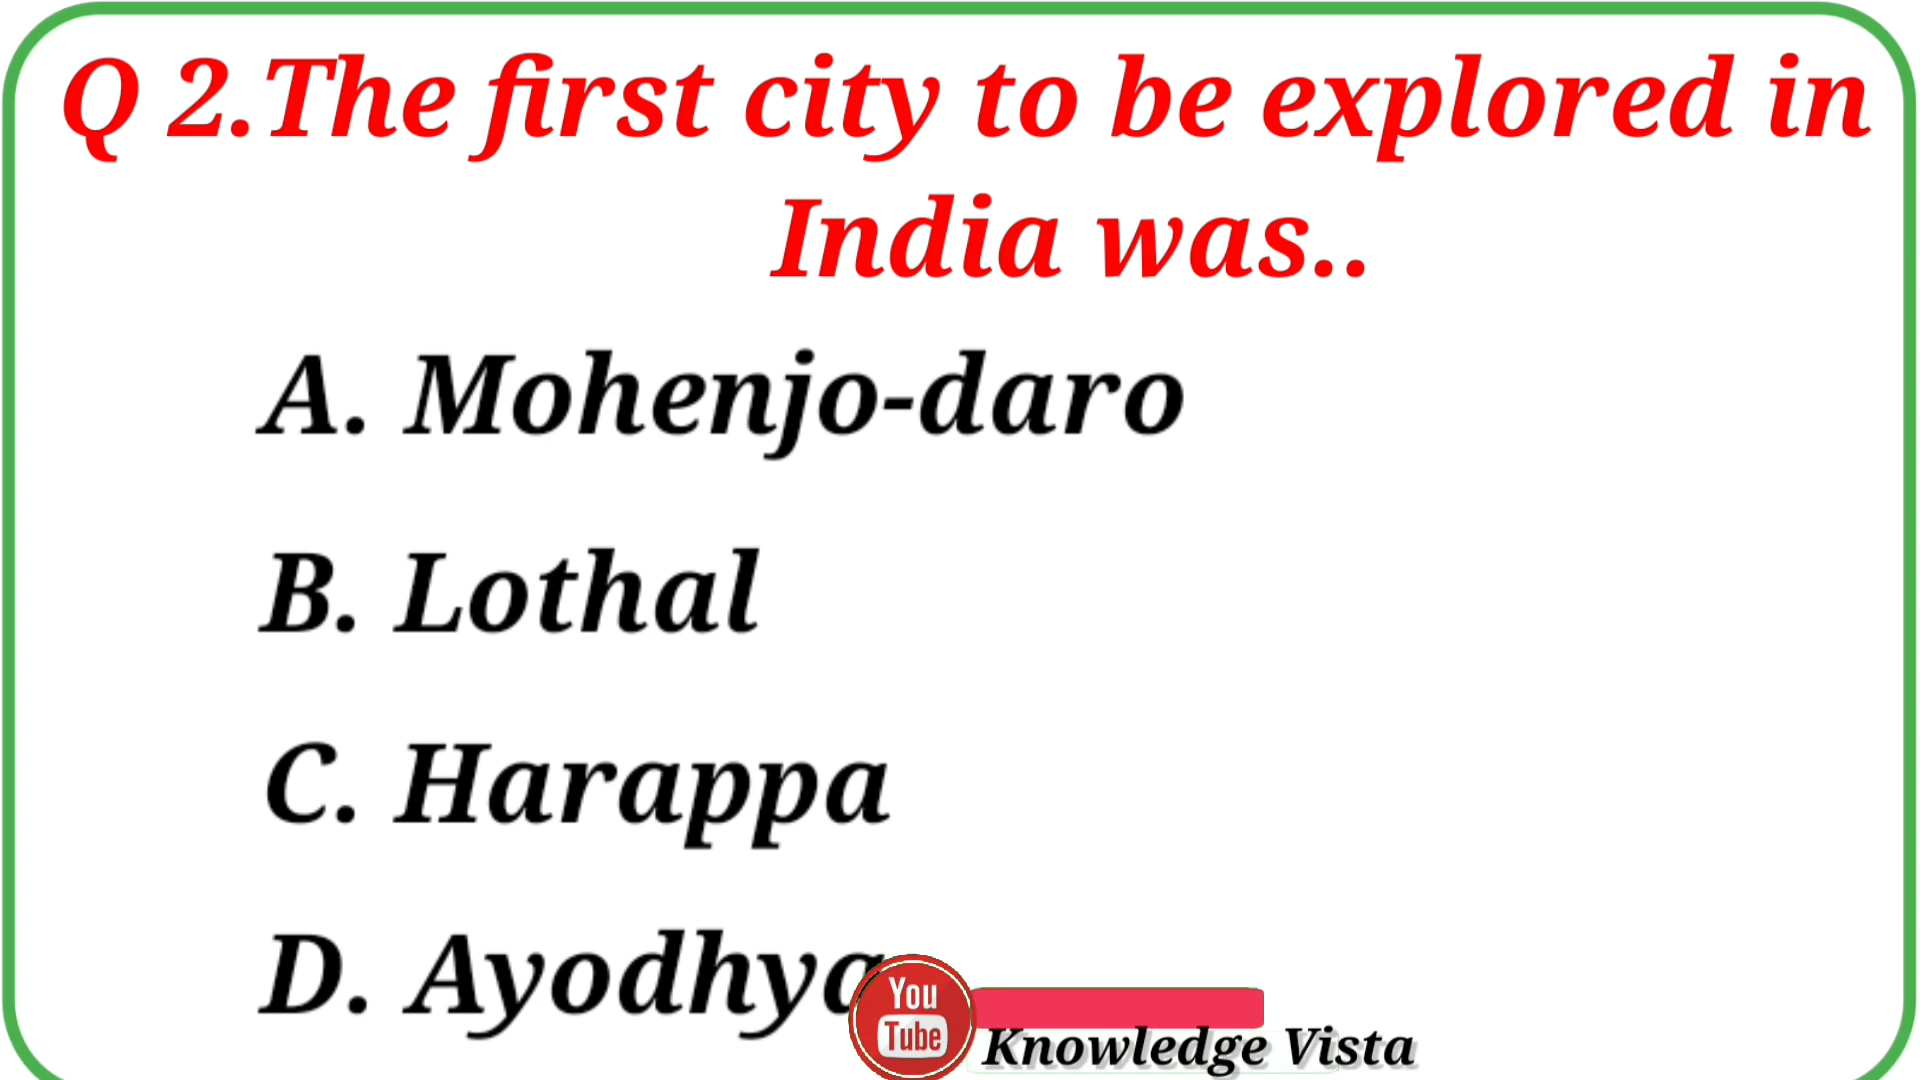 Q 2.The first city to be explored in
India was..
A. Mohenjo-daro
B. Lothal
C. Harappa
D. Ayodhya
You
Tube
Knowledge Vista